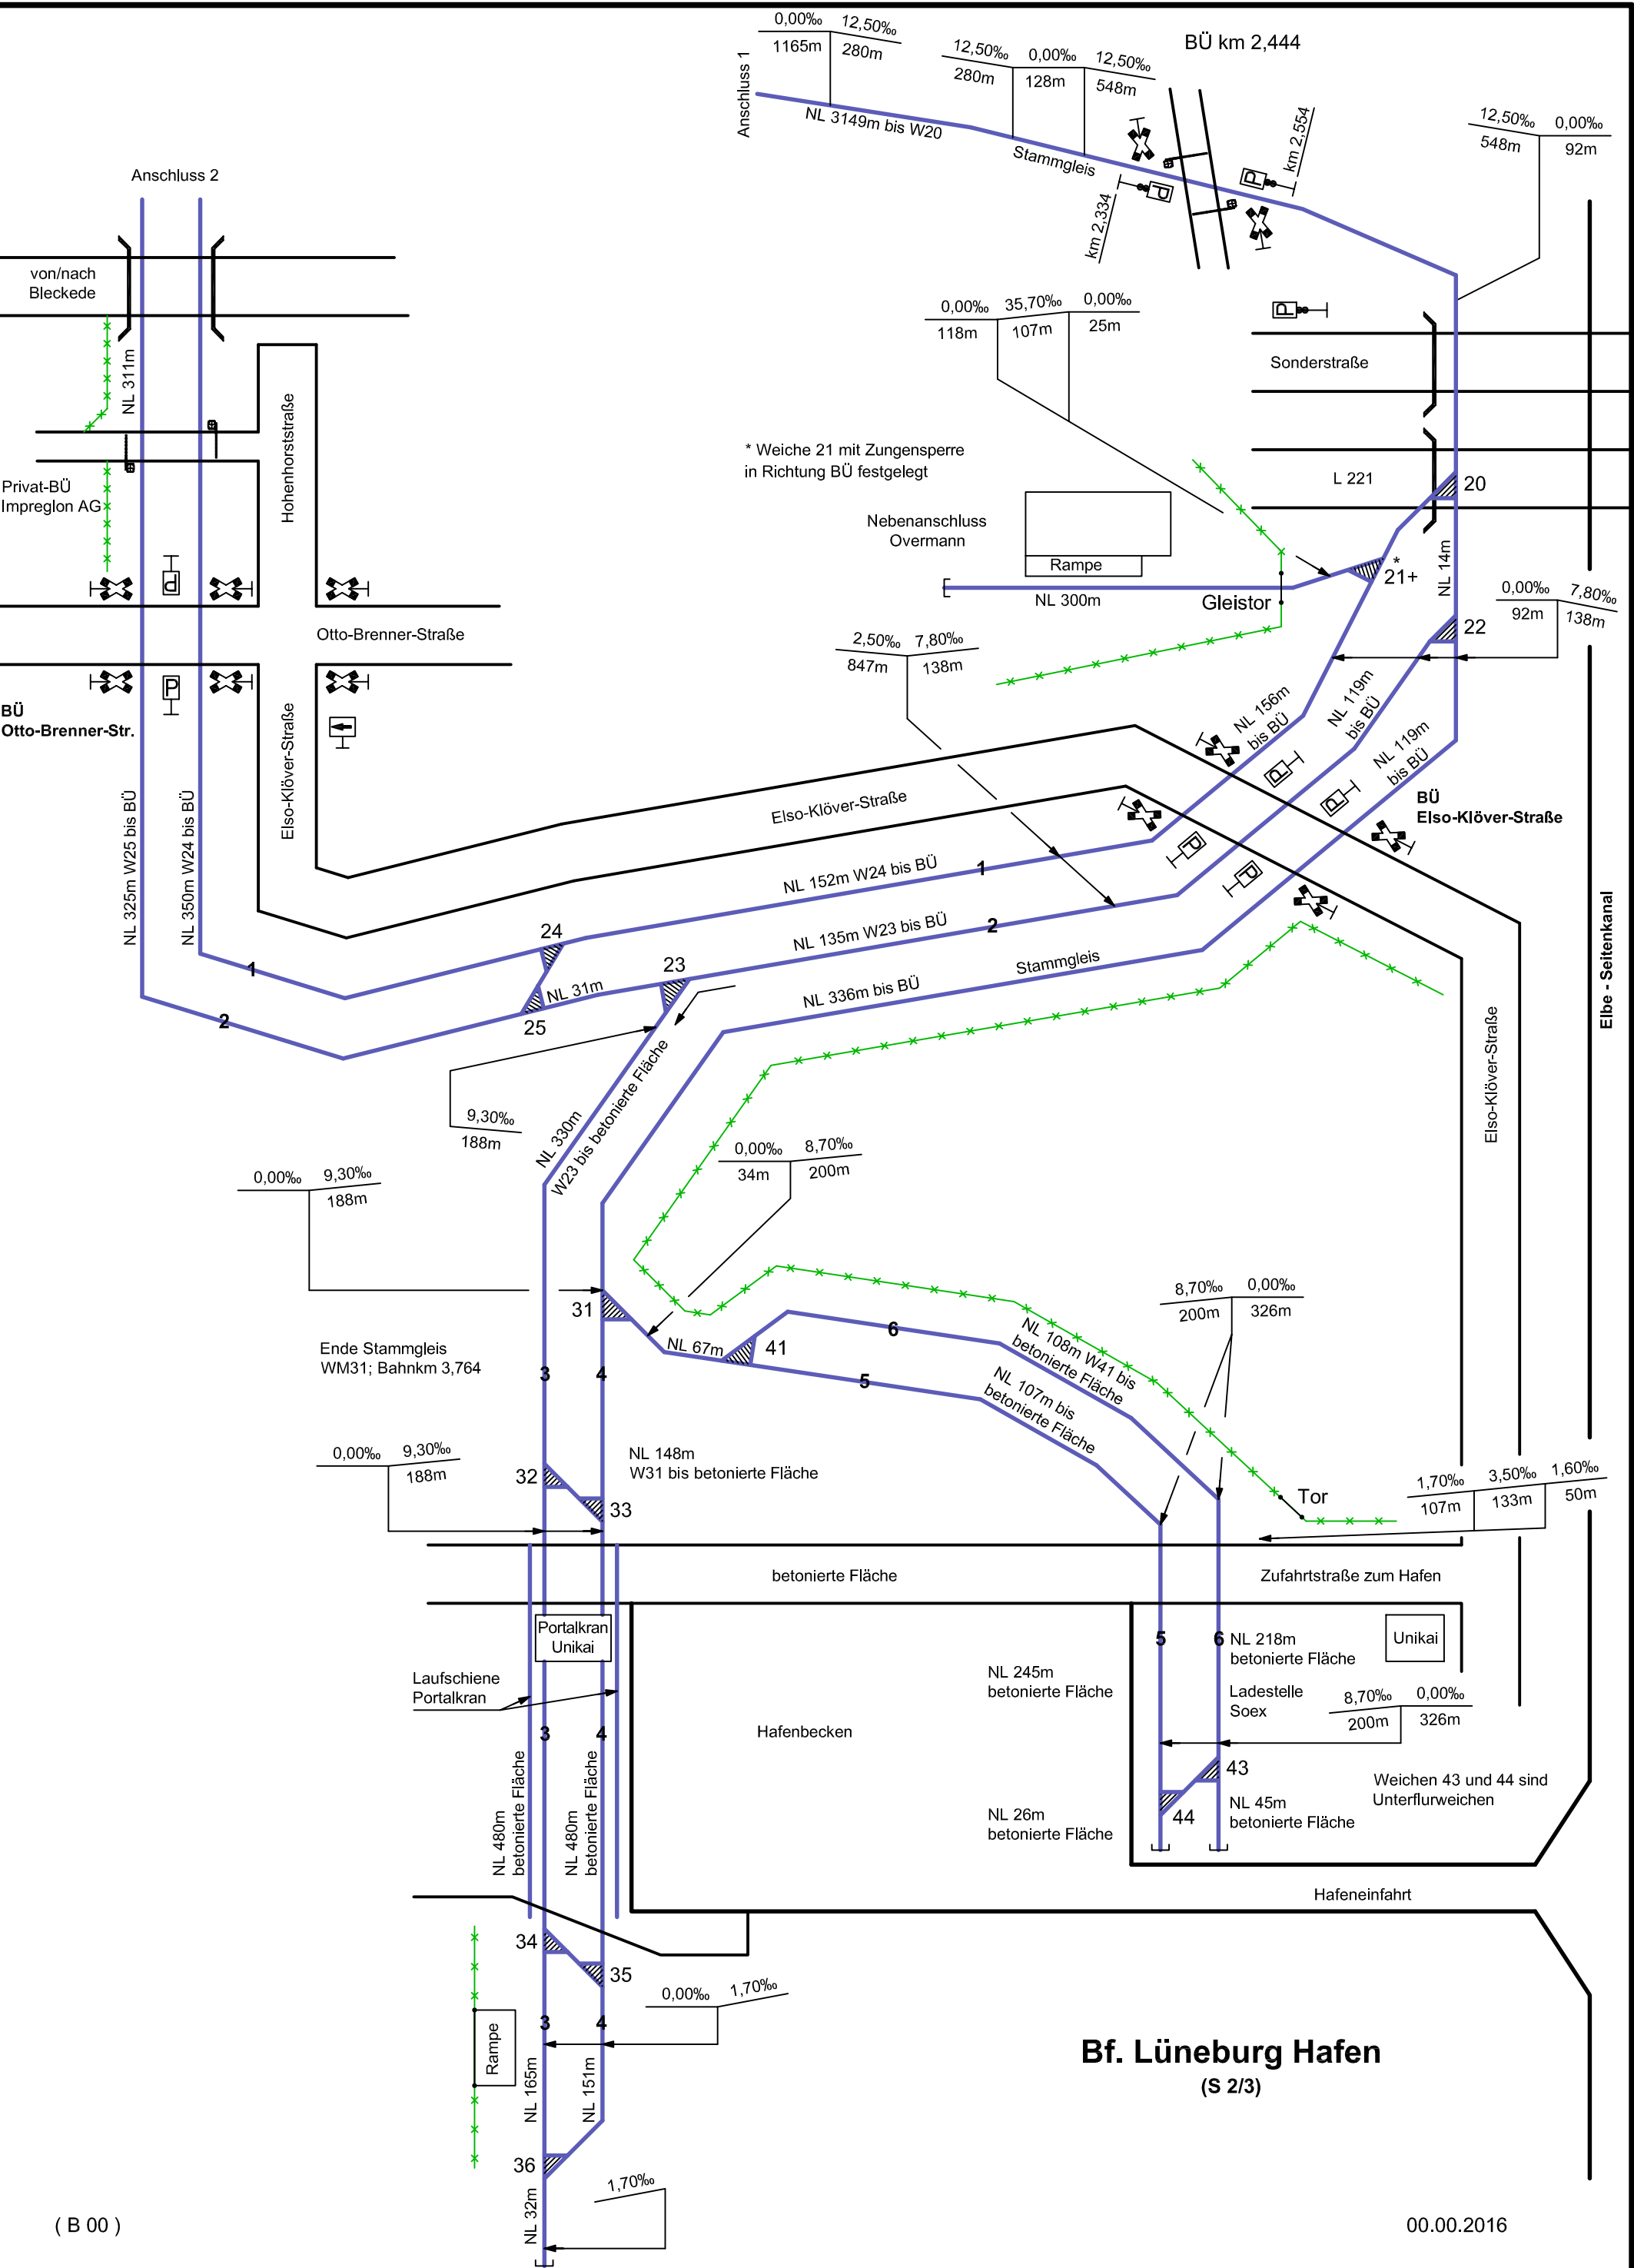 0,00‰ 12,50‰
1165m 280m
12,50‰ 0,00‰ 12,50‰
280m 128m 548m
BÜ km 2,444
Anschluss 1
NL 3149m bis W20
Stammgleis
km 2,334
km 2,554
P
P
12,50‰ 0,00‰
548m 92m
Anschluss 2
von/nach
Bleckede
NL 311m
Hohenhorststraße
Privat-BÜ
Impreglon AG
P
Otto-Brenner-Straße
P
BÜ
Otto-Brenner-Str.
Elso-Klöver-Straße
NL 325m W25 bis BÜ
NL 350m W24 bis BÜ
0,00‰ 35,70‰ 0,00‰
118m 107m 25m
P
Sonderstraße
* Weiche 21 mit Zungensperre
in Richtung BÜ festgelegt
L 221
20
Nebenanschluss
Overmann
Rampe
NL 300m
Gleistor
*
21+
NL 14m
22
0,00‰ 7,80‰
92m 138m
2,50‰ 7,80‰
847m 138m
NL 156m
bis BÜ
NL 119m
bis BÜ
NL 119m
bis BÜ
P
P
P
P
BÜ
Elso-Klöver-Straße
Elso-Klöver-Straße
NL 152m W24 bis BÜ
1
NL 135m W23 bis BÜ
2
Stammgleis
NL 336m bis BÜ
24
23
NL 31m
25
1
2
Elbe - Seitenkanal
Elso-Klöver-Straße
9,30‰
188m
NL 330m
W23 bis betonierte Fläche
0,00‰ 9,30‰
188m
0,00‰ 8,70‰
34m 200m
31
NL 67m
41
6
5
NL 108m W41 bis
betonierte Fläche
NL 107m bis
betonierte Fläche
8,70‰ 0,00‰
200m 326m
Ende Stammgleis
WM31; Bahnkm 3,764
3
4
0,00‰ 9,30‰
188m
NL 148m
W31 bis betonierte Fläche
32
33
Tor
1,70‰ 3,50‰ 1,60‰
107m 133m 50m
betonierte Fläche
Zufahrtstraße zum Hafen
Portalkran
Unikai
Laufschiene
Portalkran
3
4
NL 480m
betonierte Fläche
NL 480m
betonierte Fläche
Hafenbecken
5
6
NL 218m
betonierte Fläche
Unikai
NL 245m
betonierte Fläche
Ladestelle
Soex
8,70‰ 0,00‰
200m 326m
43
44
Weichen 43 und 44 sind
Unterflurweichen
NL 26m
betonierte Fläche
NL 45m
betonierte Fläche
Hafeneinfahrt
34
35
0,00‰ 1,70‰
Rampe
3
4
NL 165m
NL 151m
36
1,70‰
NL 32m
Bf. Lüneburg Hafen
(S 2/3)
( B 00 )
00.00.2016